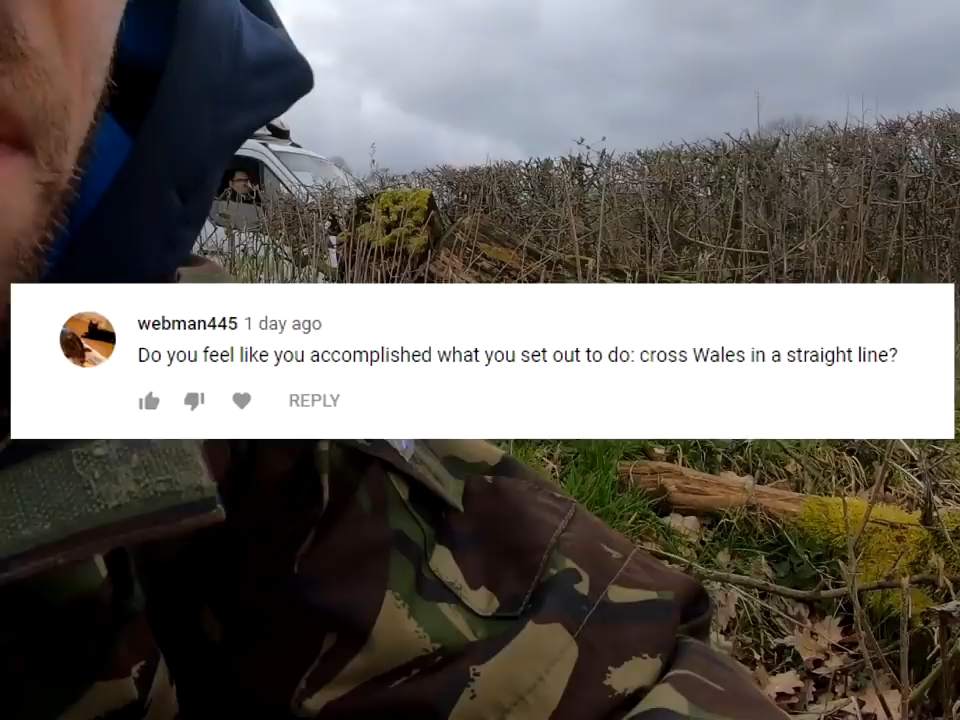 webman445 1 day ago
Do you feel like you accomplished what you set out to do: cross Wales in a straight line?
REPLY